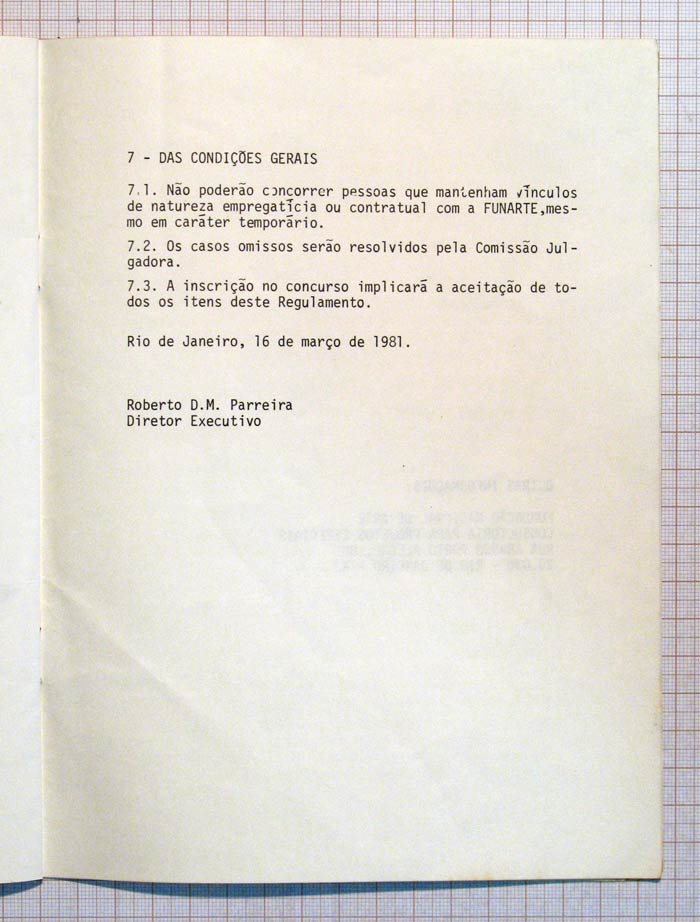 7 - DAS CONDIÇÕES GERAIS
7.1. Não poderão concorrer pessoas que mantenham vínculos
de natureza empregatícia ou contratual com a FUNARTE,mes-
mo em caráter temporário.
7.2. Os casos omissos serão resolvidos pela Comissão Jul-
gadora.
7.3. A inscrição no concurso implicará a aceitação de to-
dos os itens deste Regulamento.
Rio de Janeiro, 16 de março de 1981.
Roberto D.M. Parreira
Diretor Executivo